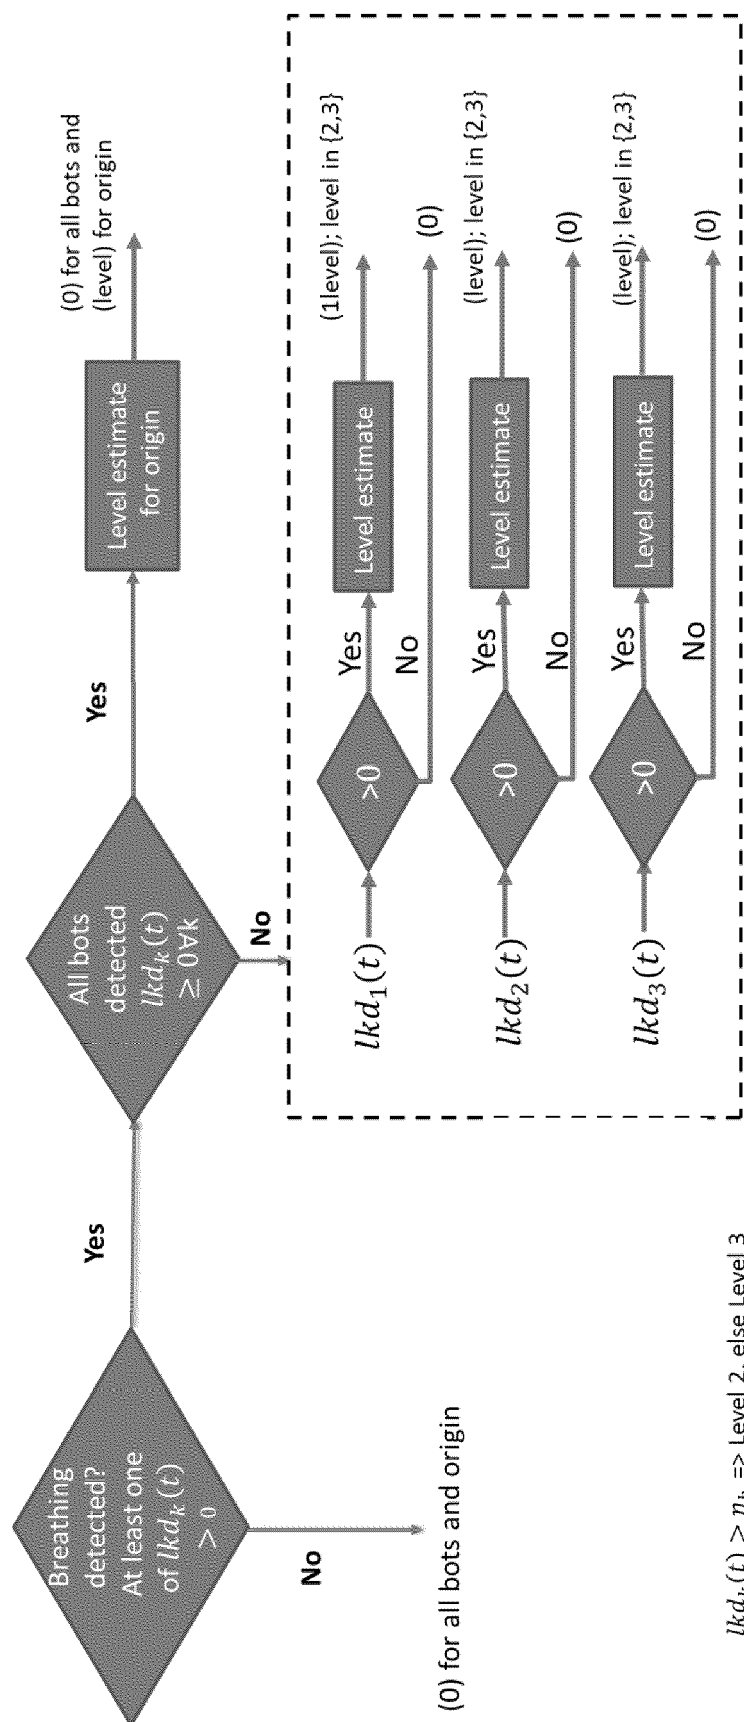 Breathing
detected?
At least one
of lkd_k(t)
> 0
Yes
No
(0) for all bots and origin
All bots
detected
lkd_k(t)
≥ 0∀k
Yes
No
Level estimate
for origin
(0) for all bots and
(level) for origin
lkd_1(t)
>0
Yes
No
Level estimate
(1level); level in {2,3}
(0)
lkd_2(t)
>0
Yes
No
Level estimate
(level); level in {2,3}
(0)
lkd_3(t)
>0
Yes
No
Level estimate
(level); level in {2,3}
(0)
lkd_k(t) > n_k => Level 2, else Level 3